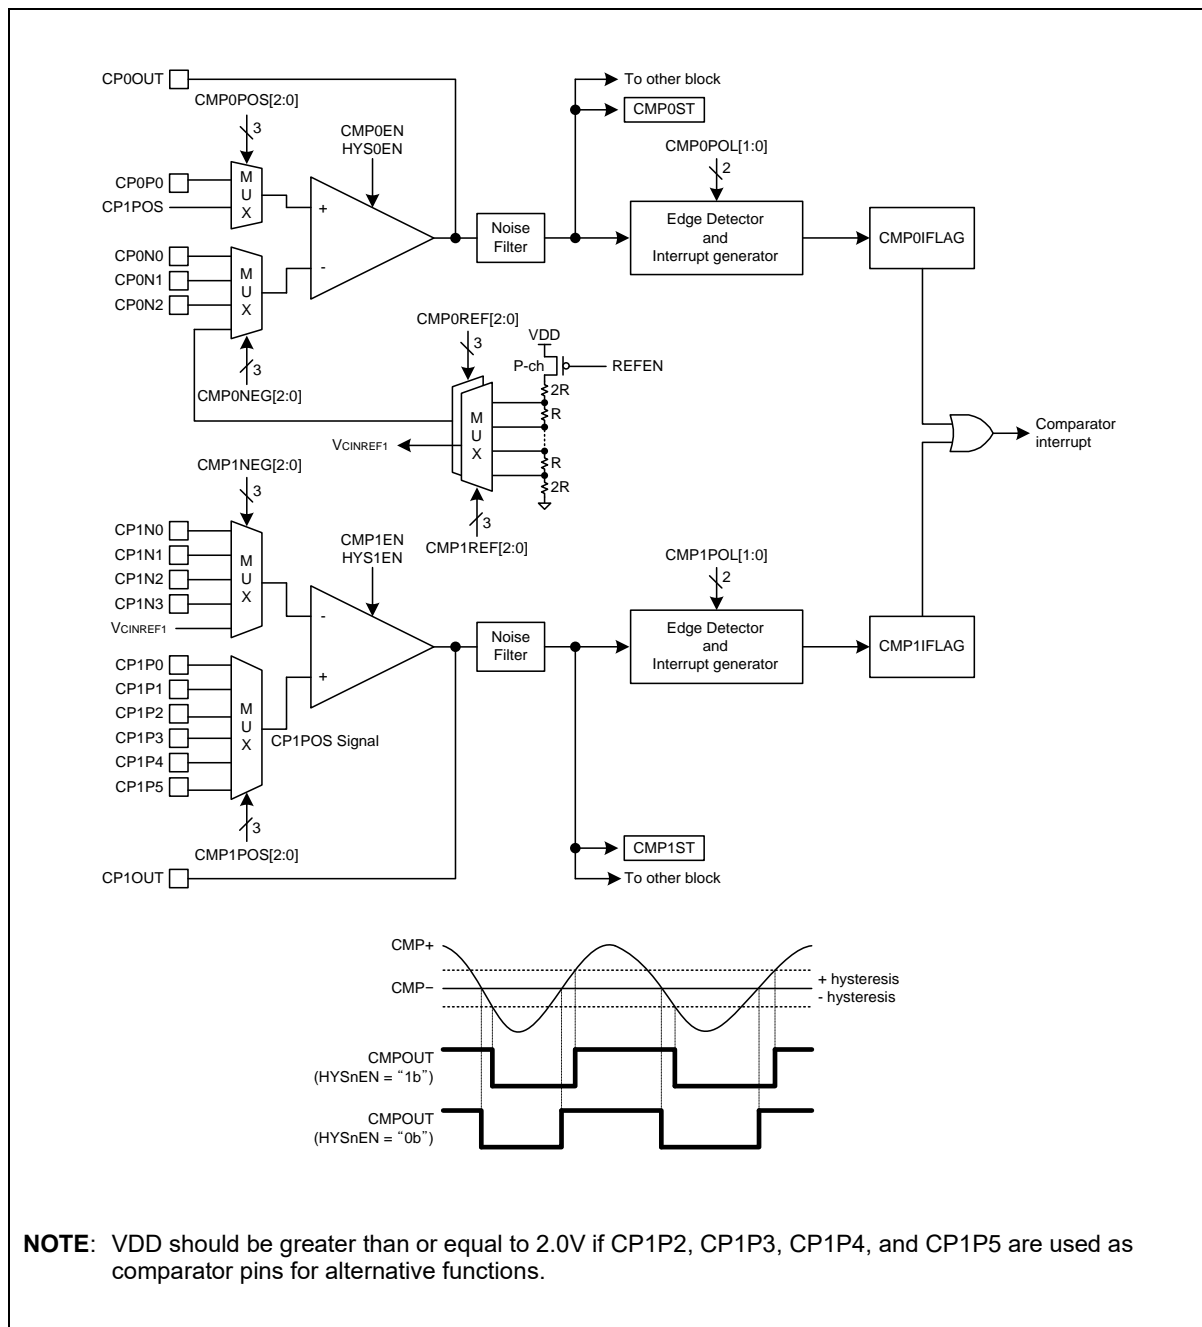 CP0OUT
To other block
CMP0POS[2:0]
CMP0ST
3
CMP0EN
HYS0EN
CMP0POL[1:0]
2
CP0P0
CP1POS
MUX
+
-
Noise
Filter
Edge Detector
and
Interrupt generator
CMP0IFLAG
CP0N0
CP0N1
CP0N2
MUX
3
CMP0NEG[2:0]
CMP0REF[2:0]
3
VDD
P-ch
REFEN
2R
R
MUX
VCINREF1
R
2R
3
CMP1REF[2:0]
Comparator
interrupt
CMP1NEG[2:0]
3
CP1N0
CP1N1
CP1N2
CP1N3
VCINREF1
MUX
CMP1EN
HYS1EN
CMP1POL[1:0]
2
-
+
Noise
Filter
Edge Detector
and
Interrupt generator
CMP1IFLAG
CP1P0
CP1P1
CP1P2
CP1P3
CP1P4
CP1P5
MUX
CP1POS Signal
3
CMP1POS[2:0]
CMP1ST
CP1OUT
To other block
CMP+
CMP−
+ hysteresis
- hysteresis
CMPOUT
(HYSnEN = “1b”)
CMPOUT
(HYSnEN = “0b”)
NOTE: VDD should be greater than or equal to 2.0V if CP1P2, CP1P3, CP1P4, and CP1P5 are used as
comparator pins for alternative functions.